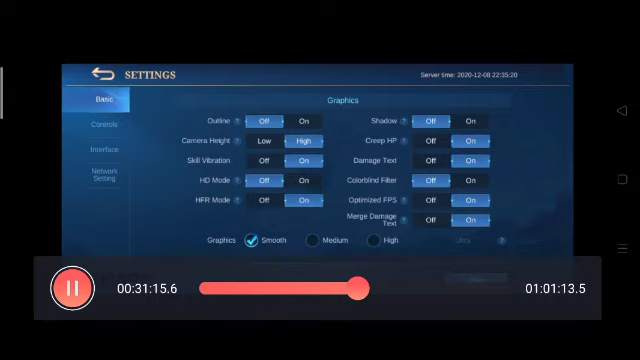 SETTINGS
Server time: 2020-12-08 22:35:20
Basic
Graphics
Controls
Interface
Network Setting
Outline ? Off On
Shadow ? Off On
Camera Height ? Low High
Creep HP ? Off On
Skill Vibration Off On
Damage Text Off On
HD Mode ? Off On
Colorblind Filter ? Off On
HFR Mode ? Off On
Optimized FPS ? Off On
Merge Damage Text Off On
Graphics Smooth Medium High Ultra ?
00:31:15.6
01:01:13.5